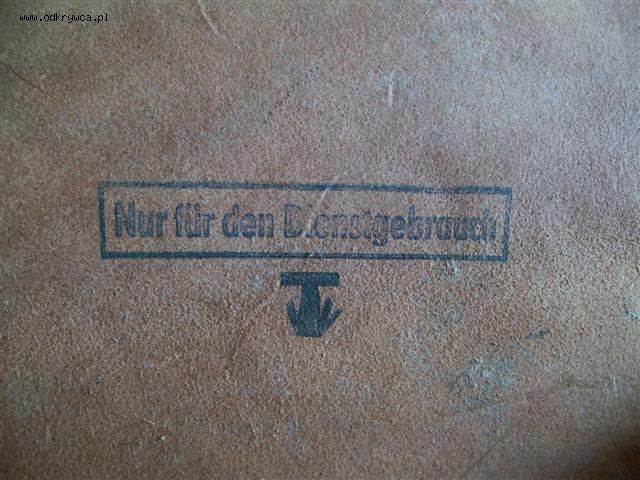 www.odkrywca.pl
Nur für den Dienstgebrauch